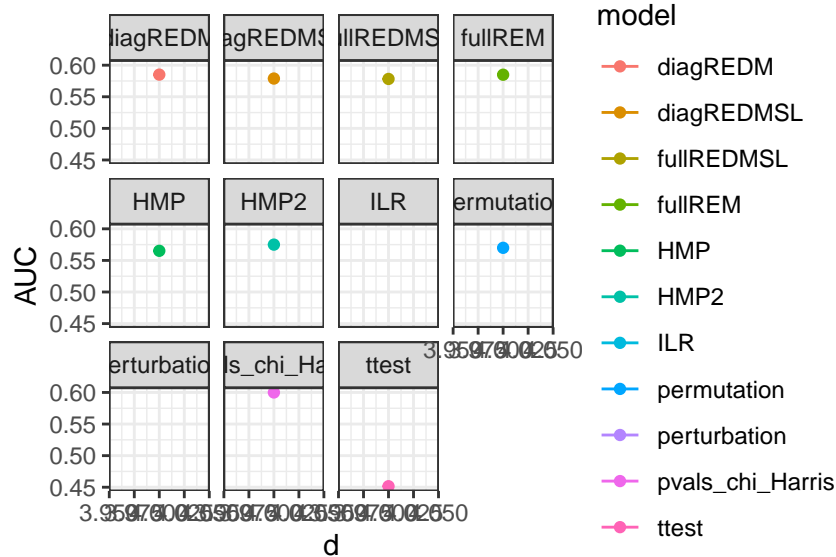 diagREDM
agREDMS
ullREDMS
fullREM
0.60
0.55
0.50
0.45
HMP
HMP2
ILR
ermutatio
0.60
0.55
0.50
0.45
erturbatio
ls_chi_Ha
ttest
0.60
0.55
0.50
0.45
AUC
d
model
diagREDM
diagREDMSL
fullREDMSL
fullREM
HMP
HMP2
ILR
permutation
perturbation
pvals_chi_Harris
ttest